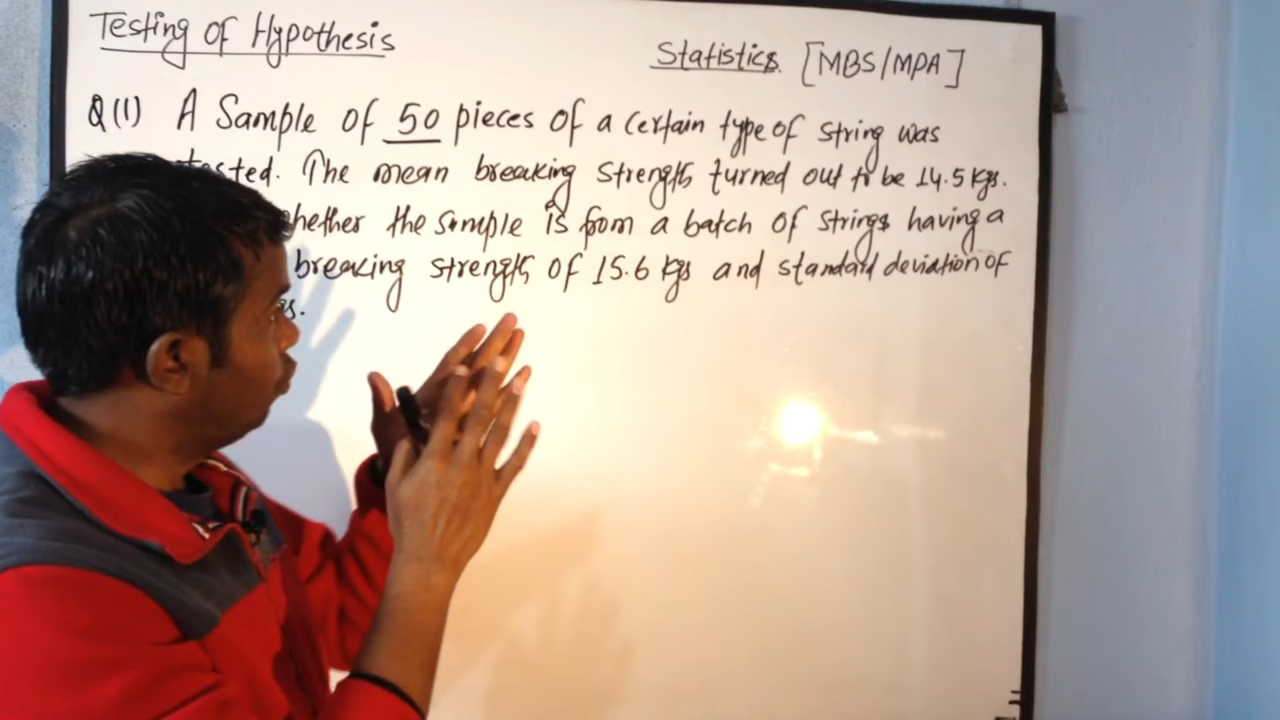 Testing of Hypothesis
Statistics [MBS/MPA]
Q(1) A Sample of 50 pieces of a certain type of string was
The mean breaking strength turned out to be 14.5 kgs.
the sample is from a batch of strings having a
breaking strength of 15.6 kgs and standard deviation of